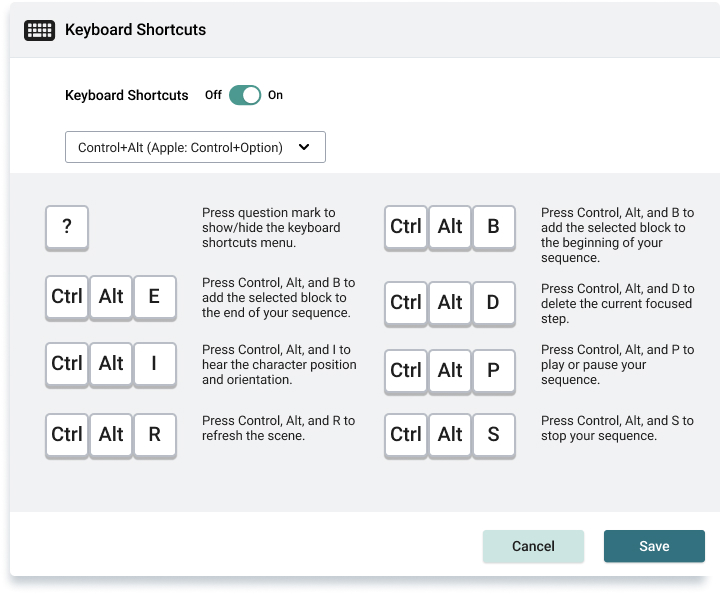 Keyboard Shortcuts
Keyboard Shortcuts Off On
Control+Alt (Apple: Control+Option)
?
Press question mark to
show/hide the keyboard
shortcuts menu.
Ctrl Alt B
Press Control, Alt, and B to
add the selected block to
the beginning of your
sequence.
Ctrl Alt E
Press Control, Alt, and B to
add the selected block to
the end of your sequence.
Ctrl Alt D
Press Control, Alt, and D to
delete the current focused
step.
Ctrl Alt I
Press Control, Alt, and I to
hear the character position
and orientation.
Ctrl Alt P
Press Control, Alt, and P to
play or pause your
sequence.
Ctrl Alt R
Press Control, Alt, and R to
refresh the scene.
Ctrl Alt S
Press Control, Alt, and S to
stop your sequence.
Cancel Save